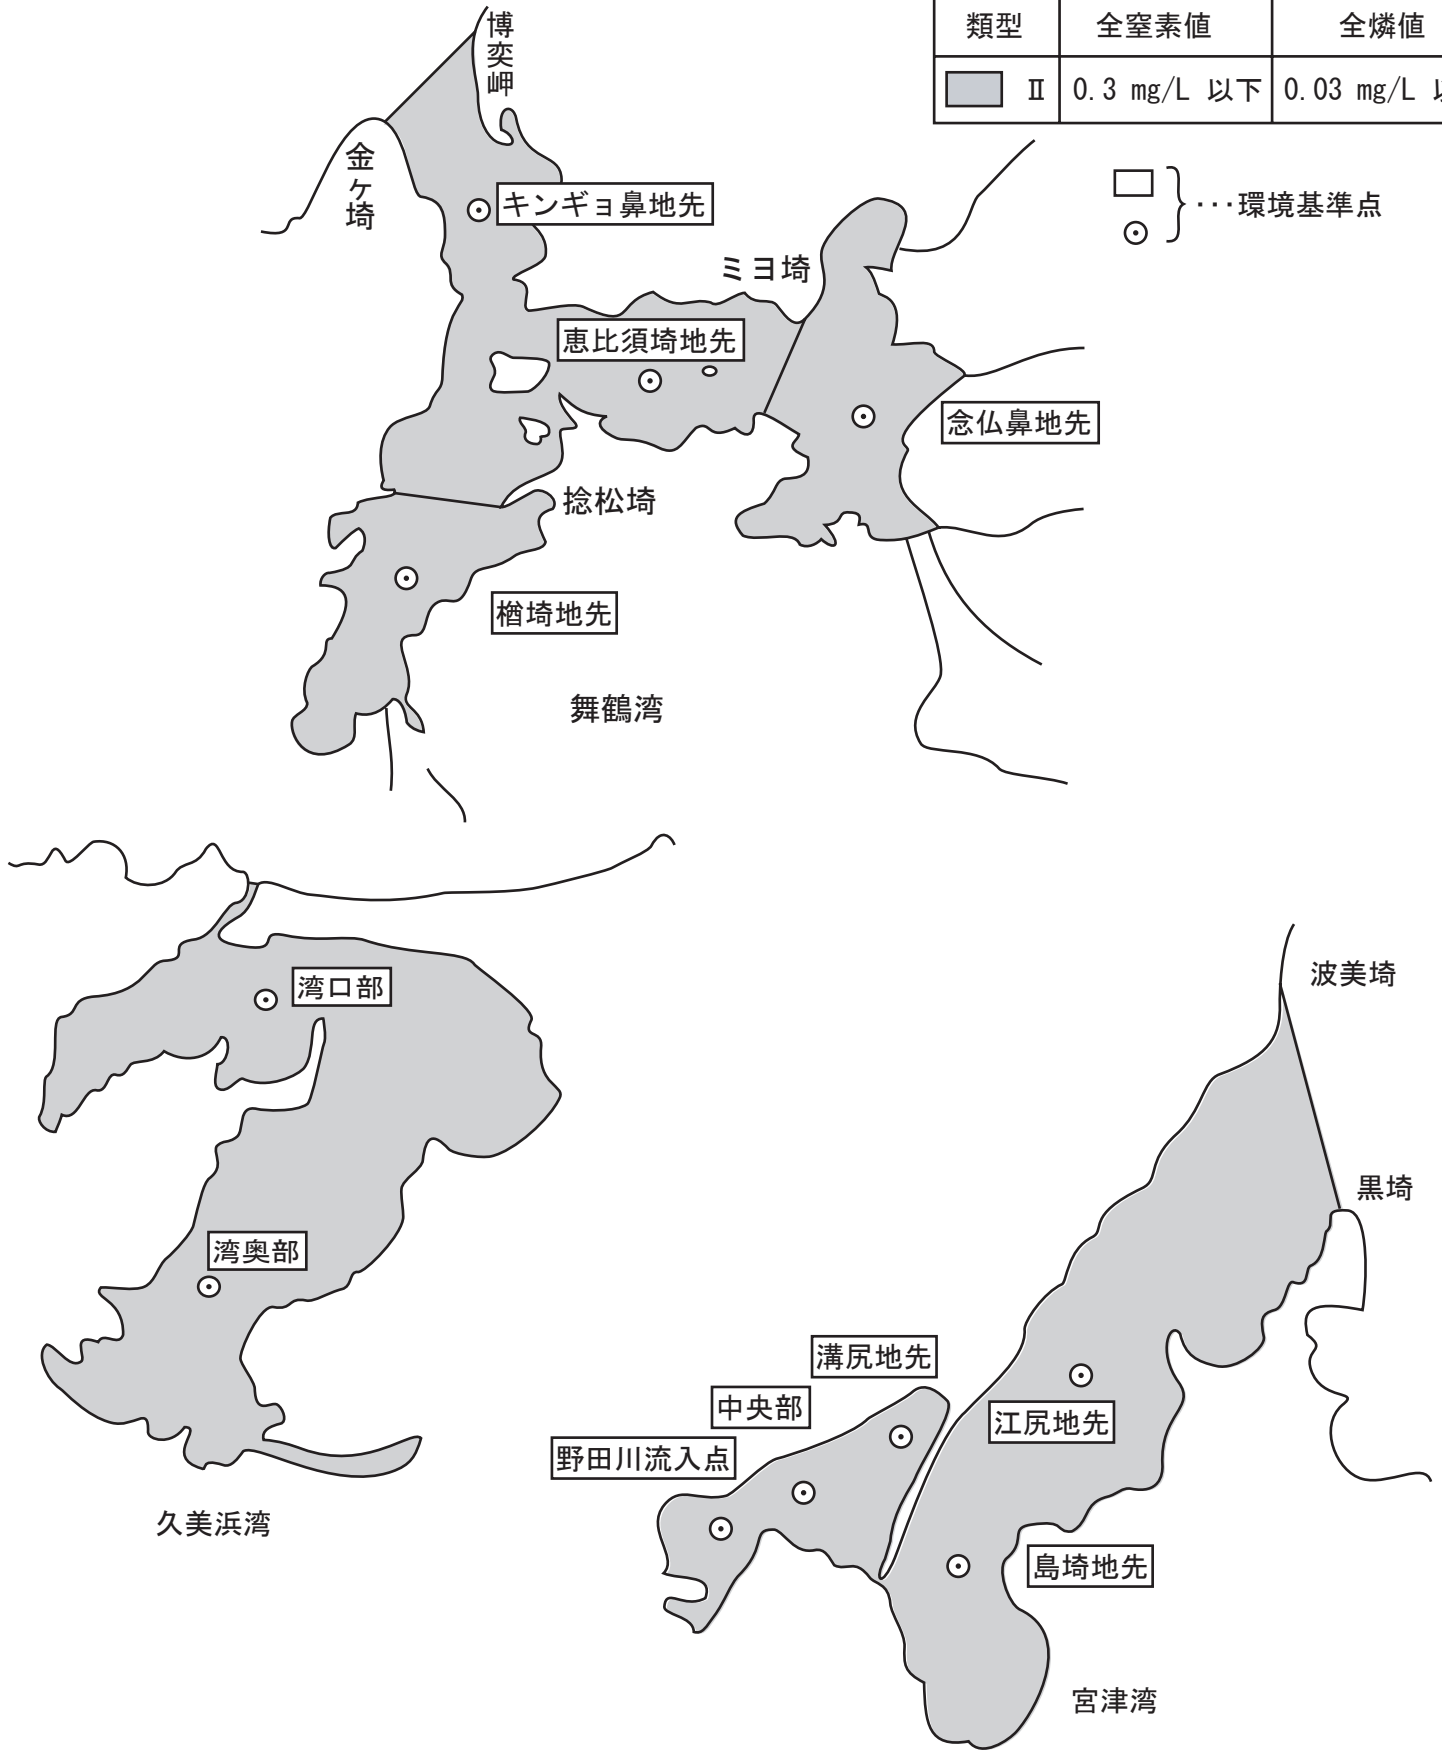 類型 全窒素値 全燐値
Ⅱ 0.3 mg/L 以下 0.03 mg/L
博奕岬
金ケ埼
キンギョ鼻地先
…環境基準点
ミヨ埼
恵比須埼地先
念仏鼻地先
捻松埼
楢埼地先
舞鶴湾
湾口部
湾奥部
久美浜湾
波美埼
黒埼
溝尻地先
中央部
江尻地先
野田川流入点
島埼地先
宮津湾